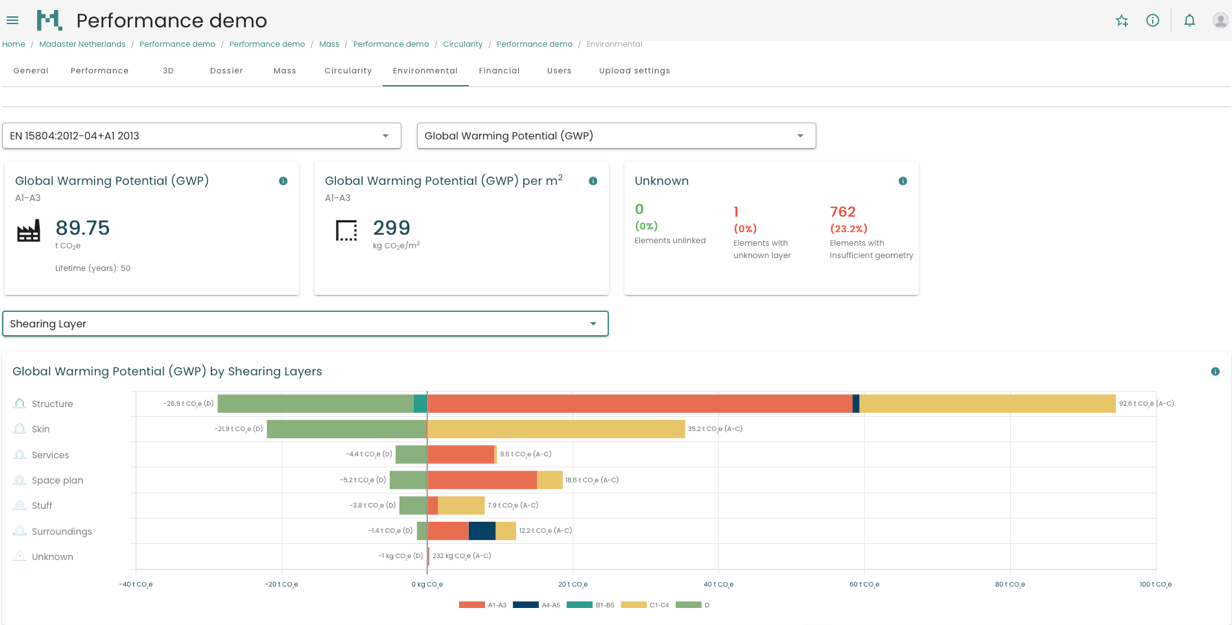 Performance demo
Home / Madaster Netherlands / Performance demo / Performance demo / Mass / Performance demo / Circularity / Performance demo / Environmental
General Performance 3D Dossier Mass Circularity Environmental Financial Users Upload settings
EN 15804:2012-04+A1 2013 Global Warming Potential (GWP)
Global Warming Potential (GWP)
A1-A3
89.75
t CO₂e
Lifetime (years): 50
Global Warming Potential (GWP) per m²
A1-A3
299
kg CO₂e/m²
Unknown
0
(0%)
Elements unlinked
1
(0%)
Elements with
unknown layer
762
(23.2%)
Elements with
insufficient geometry
Shearing Layer
Global Warming Potential (GWP) by Shearing Layers
Structure -26.9 t CO₂e (D) 92.6 t CO₂e (A-C)
Skin -21.9 t CO₂e (D) 35.2 t CO₂e (A-C)
Services -4.4 t CO₂e (D) 9.6 t CO₂e (A-C)
Space plan -5.2 t CO₂e (D) 18.6 t CO₂e (A-C)
Stuff -3.8 t CO₂e (D) 7.9 t CO₂e (A-C)
Surroundings -1.4 t CO₂e (D) 12.2 t CO₂e (A-C)
Unknown -1 kg CO₂e (D) 232 kg CO₂e (A-C)
-40 t CO₂e -20 t CO₂e 0 kg CO₂e 20 t CO₂e 40 t CO₂e 60 t CO₂e 80 t CO₂e 100 t CO₂e
A1-A3 A4-A5 B1-B5 C1-C4 D